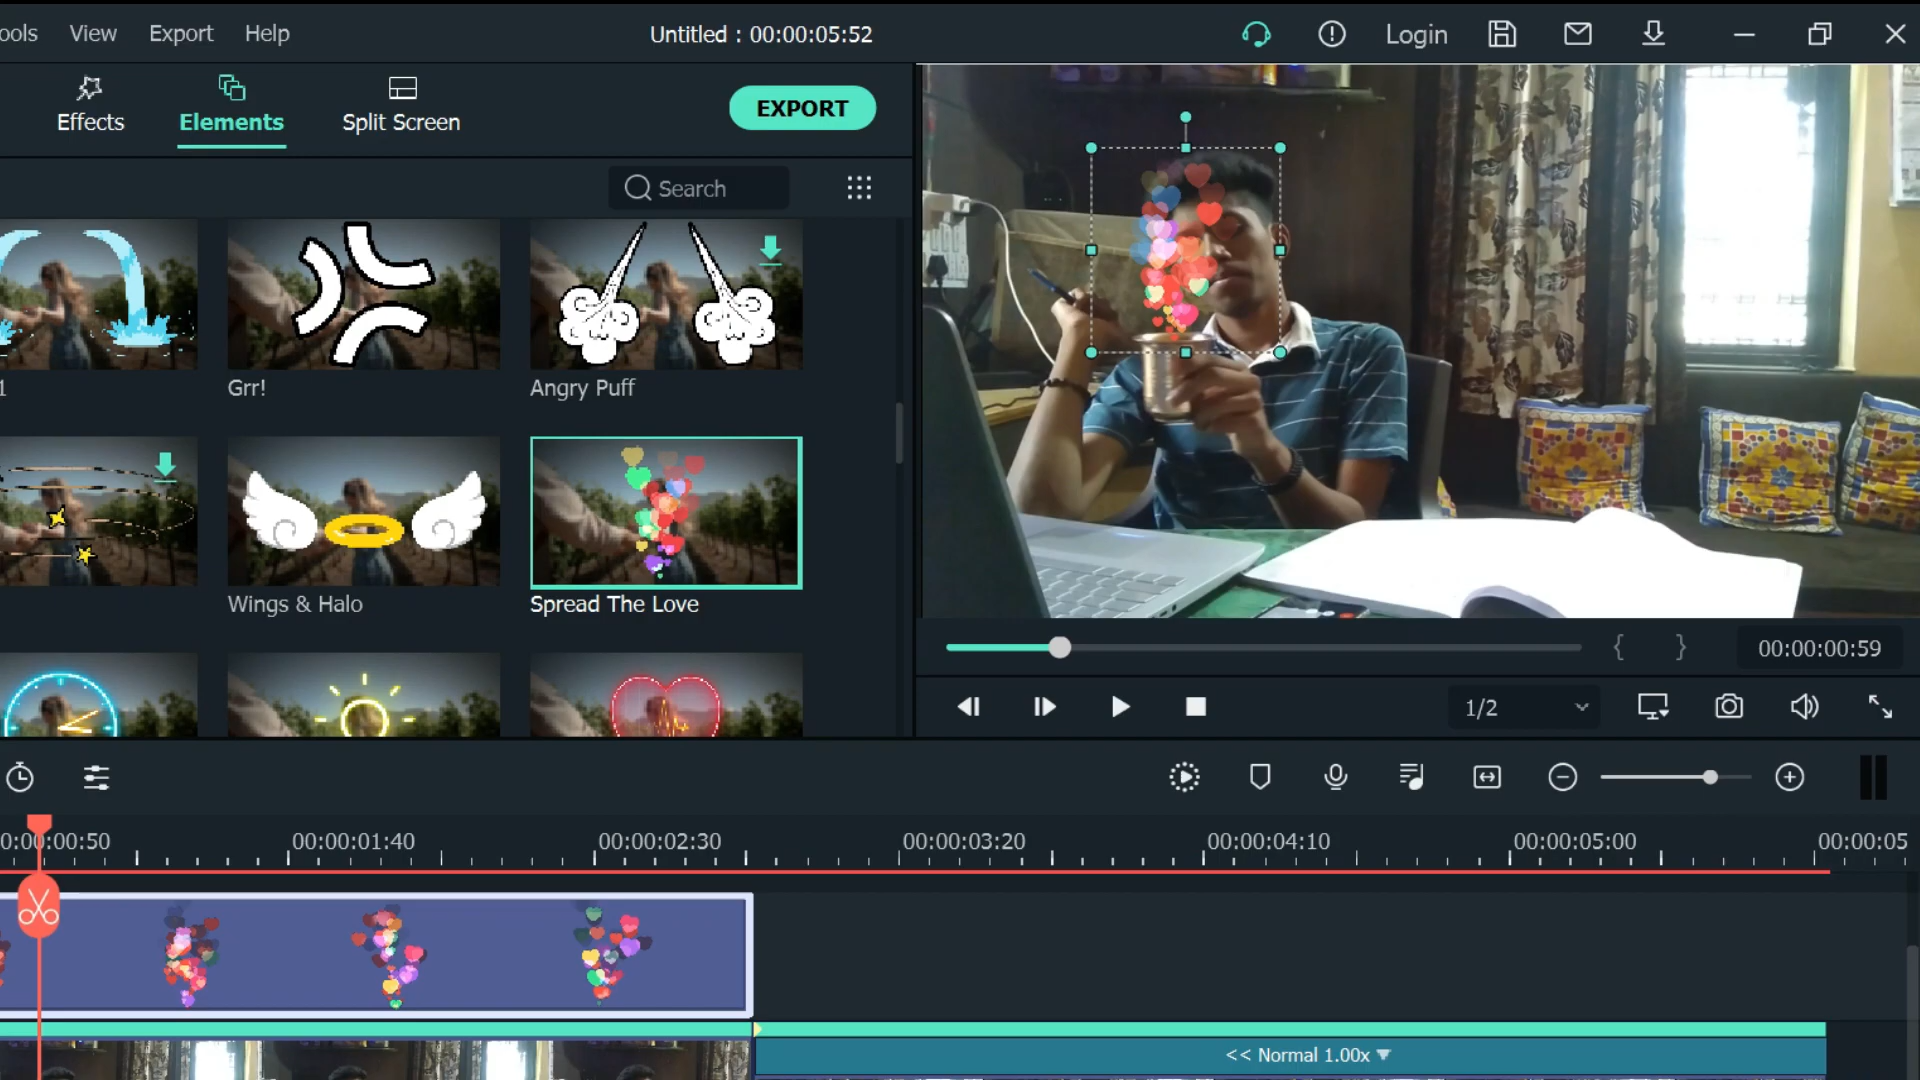 ools View Export Help Untitled : 00:00:05:52 Login
Effects Elements Split Screen EXPORT
Search
1 Grr! Angry Puff
Wings & Halo Spread The Love
{ } 00:00:00:59
1/2
0:00:00:50 00:00:01:40 00:00:02:30 00:00:03:20 00:00:04:10 00:00:05:00 00:00:05
<< Normal 1.00x